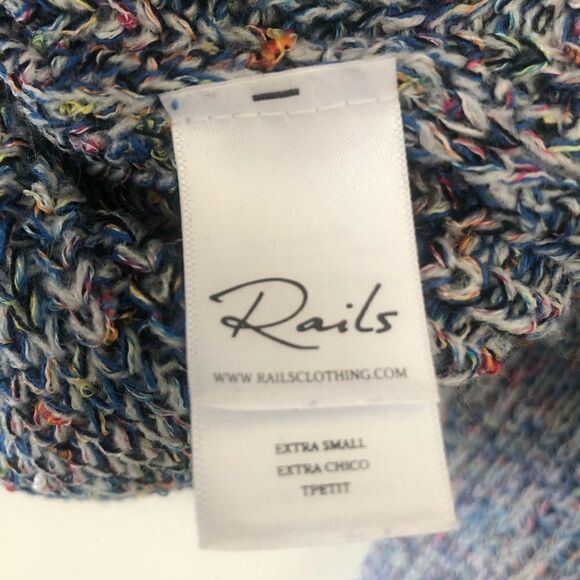 Rails
WWW.RAILSCLOTHING.COM
EXTRA SMALL
EXTRA CHICO
TPETIT